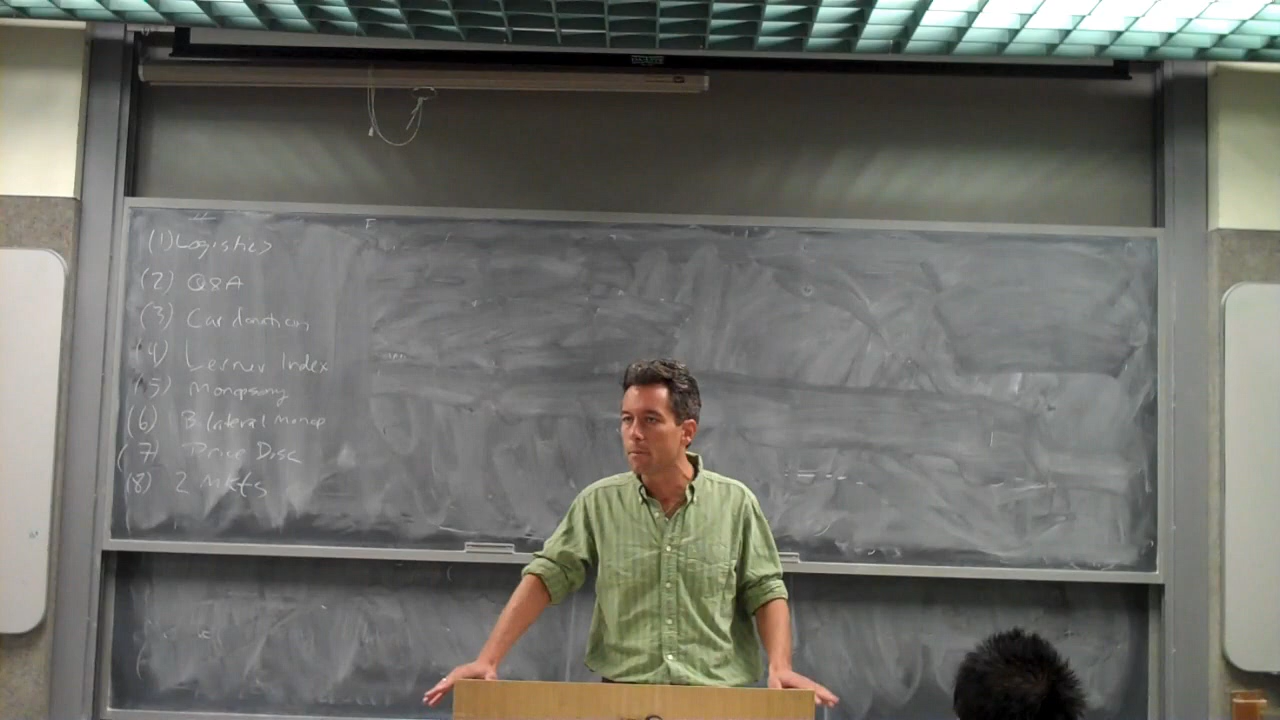 (1) Logistics
(2) Q&A
(3) Car donation
(4) Lerner Index
(5) Monopsony
(6) Bilateral Monop
(7) Price Disc
(8) 2 Mkts